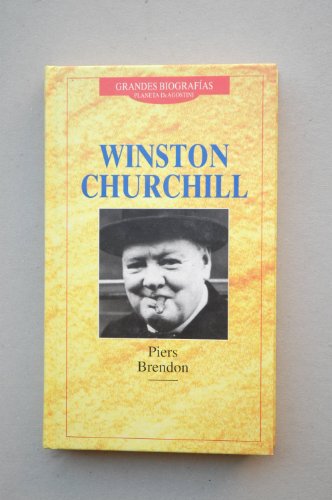 GRANDES BIOGRAFÍAS
PLANETA DeAGOSTINI
WINSTON
CHURCHILL
Piers
Brendon